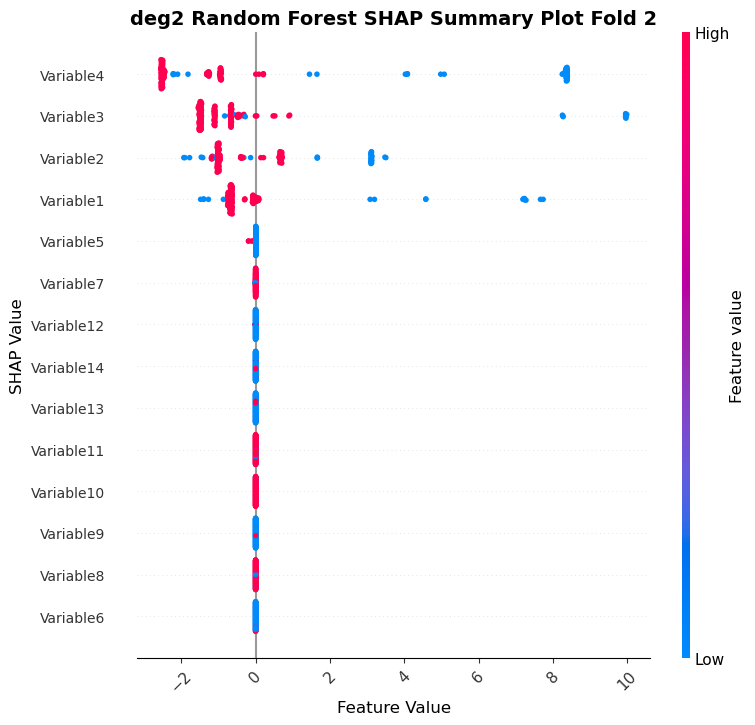 deg2 Random Forest SHAP Summary Plot Fold 2
High
Variable4
Variable3
Variable2
Variable1
Variable5
Variable7
Variable12
Variable14
Variable13
Variable11
Variable10
Variable9
Variable8
Variable6
SHAP Value
Feature value
Low
−2
0
2
4
6
8
10
Feature Value